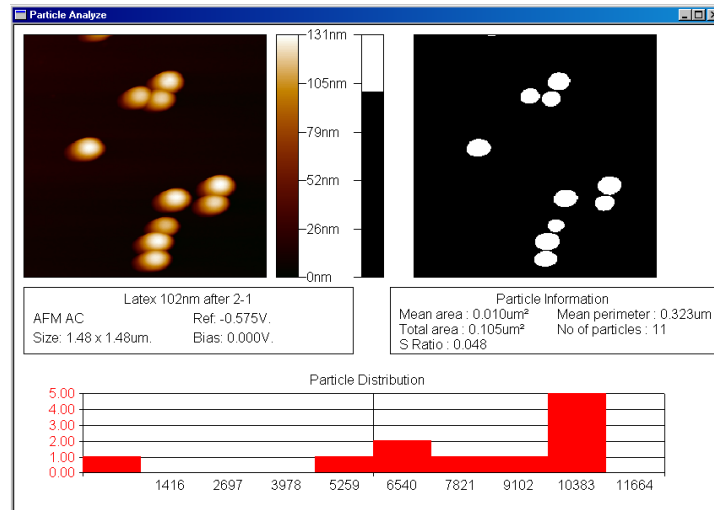 Particle Analyze
131nm
105nm
79nm
52nm
26nm
0nm
Latex 102nm after 2-1
AFM AC Ref: -0.575V.
Size: 1.48 x 1.48um. Bias: 0.000V.
Particle Information
Mean area : 0.010um² Mean perimeter : 0.323um
Total area : 0.105um² No of particles : 11
S Ratio : 0.048
Particle Distribution
5.00
4.00
3.00
2.00
1.00
0.00
1416 2697 3978 5259 6540 7821 9102 10383 11664